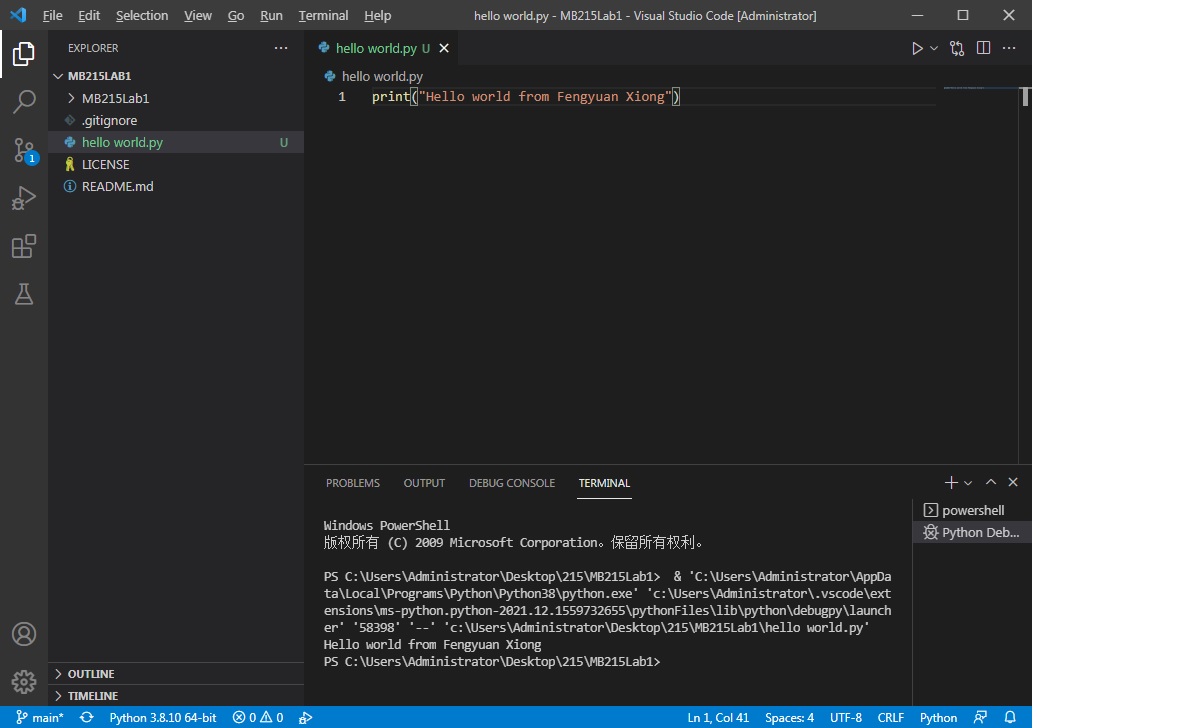 File Edit Selection View Go Run Terminal Help hello world.py - MB215Lab1 - Visual Studio Code [Administrator]
EXPLORER
MB215LAB1
MB215Lab1
.gitignore
hello world.py U
LICENSE
README.md
OUTLINE
TIMELINE
1
hello world.py U
hello world.py
1 print("Hello world from Fengyuan Xiong")
PROBLEMS OUTPUT DEBUG CONSOLE TERMINAL
powershell
Python Deb...
Windows PowerShell
版权所有 (C) 2009 Microsoft Corporation。保留所有权利。
PS C:\Users\Administrator\Desktop\215\MB215Lab1>  & 'C:\Users\Administrator\AppDa
ta\Local\Programs\Python\Python38\python.exe' 'c:\Users\Administrator\.vscode\ext
ensions\ms-python.python-2021.12.1559732655\pythonFiles\lib\python\debugpy\launch
er' '58398' '--' 'c:\Users\Administrator\Desktop\215\MB215Lab1\hello world.py'
Hello world from Fengyuan Xiong
PS C:\Users\Administrator\Desktop\215\MB215Lab1>
main* Python 3.8.10 64-bit 0 0 Ln 1, Col 41 Spaces: 4 UTF-8 CRLF Python